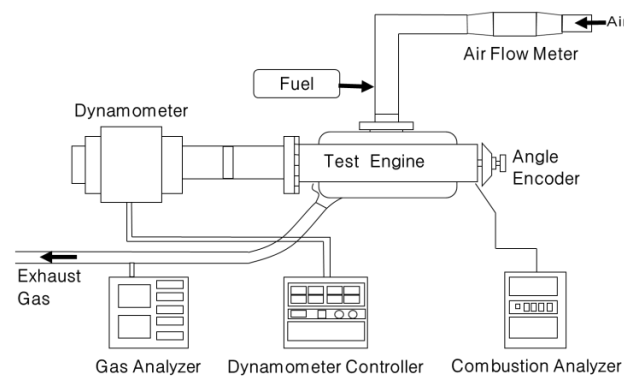 Air
Air Flow Meter
Fuel
Dynamometer
Test Engine
Angle
Encoder
Exhaust
Gas
Gas Analyzer
Dynamometer Controller
Combustion Analyzer